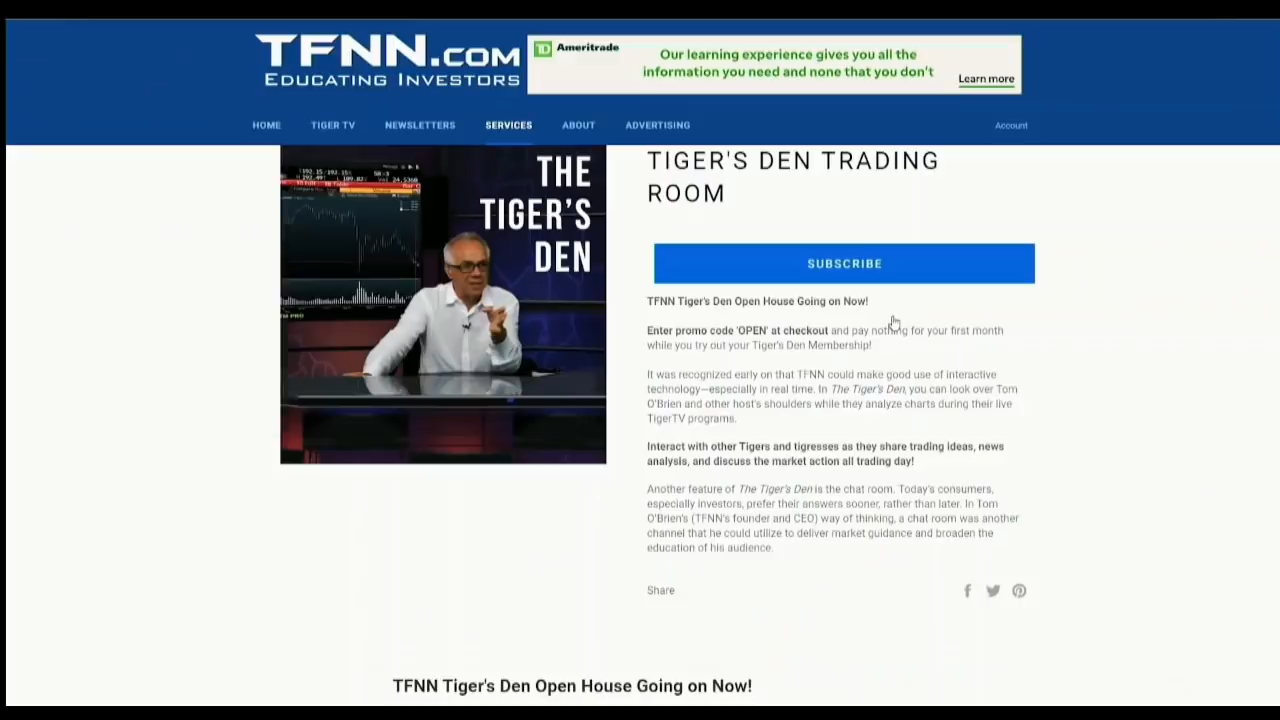 TFNN.COM
EDUCATING INVESTORS
TD Ameritrade
Our learning experience gives you all the
information you need and none that you don't
Learn more
HOME TIGER TV NEWSLETTERS SERVICES ABOUT ADVERTISING Account
THE
TIGER'S
DEN
TIGER'S DEN TRADING
ROOM
SUBSCRIBE
TFNN Tiger's Den Open House Going on Now!
Enter promo code 'OPEN' at checkout and pay nothing for your first month
while you try out your Tiger's Den Membership!
It was recognized early on that TFNN could make good use of interactive
technology—especially in real time. In The Tiger's Den, you can look over Tom
O'Brien and other host's shoulders while they analyze charts during their live
TigerTV programs.
Interact with other Tigers and tigresses as they share trading ideas, news
analysis, and discuss the market action all trading day!
Another feature of The Tiger's Den is the chat room. Today's consumers,
especially investors, prefer their answers sooner, rather than later. In Tom
O'Brien's (TFNN's founder and CEO) way of thinking, a chat room was another
channel that he could utilize to deliver market guidance and broaden the
education of his audience.
Share
TFNN Tiger's Den Open House Going on Now!